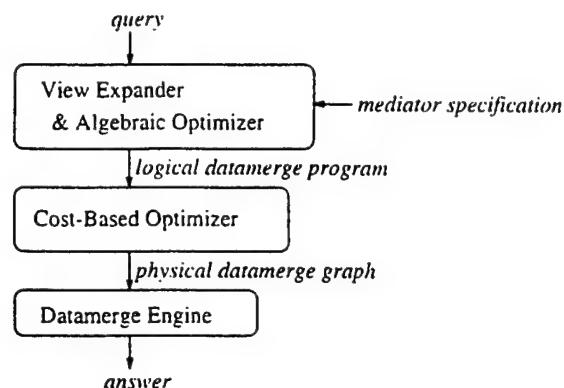 query
View Expander
& Algebraic Optimizer
mediator specification
logical datamerge program
Cost-Based Optimizer
physical datamerge graph
Datamerge Engine
answer